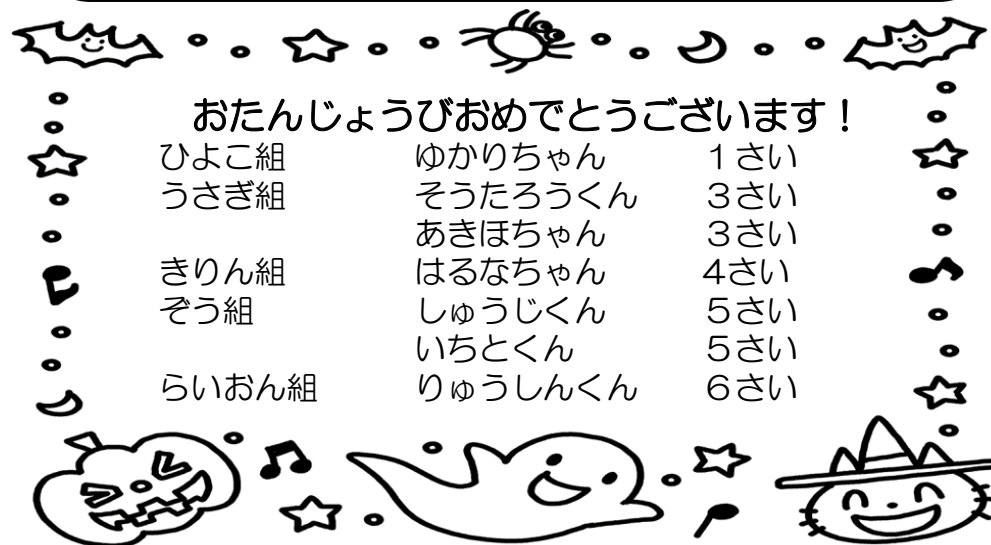 おたんじょうびおめでとうございます！
ひよこ組 ゆかりちゃん １さい
うさぎ組 そうたろうくん ３さい
あきほちゃん ３さい
きりん組 はるなちゃん 4さい
ぞう組 しゅうじくん ５さい
いちとくん ５さい
らいおん組 りゅうしんくん ６さい